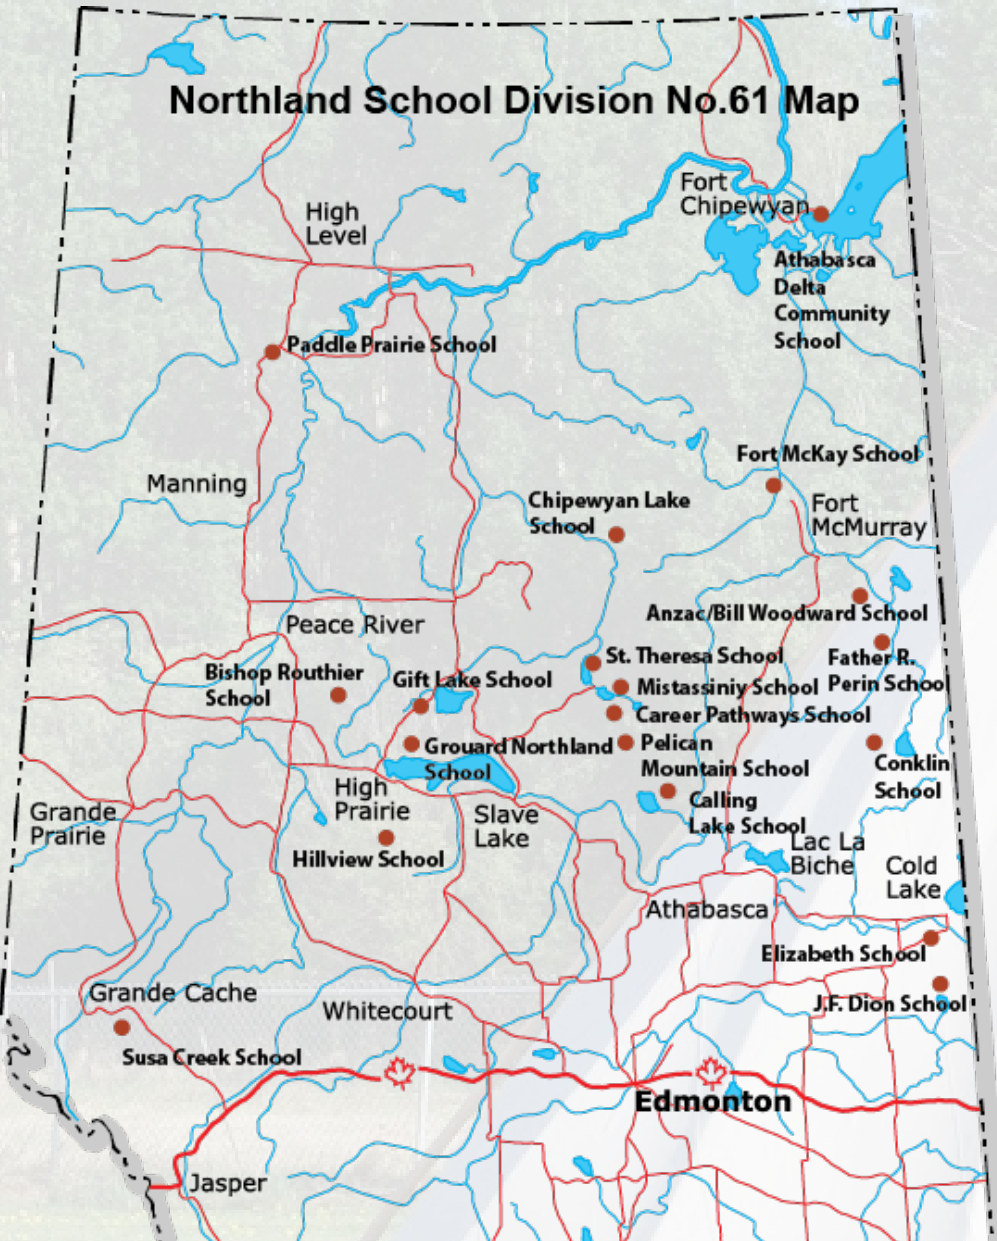 Northland School Division No.61 Map
Fort
Chipewyan
High
Level
Athabasca
Delta
Community
School
Paddle Prairie School
Fort McKay School
Manning
Chipewyan Lake
School
Fort
McMurray
Anzac/Bill Woodward School
Peace River
St. Theresa School
Father R.
Perin Schoo
Bishop Routhier
School
Gift Lake School
Mistassiniy School
Career Pathways School
Grouard Northland
School
Pelican
Mountain School
Conklin
School
High
Prairie
Calling
Lake School
Grande
Prairie
Slave
Lake
Lac La
Biche
Hillview School
Cold
Lake
Athabasca
Elizabeth School
Grande Cache
J.F. Dion School
Whitecourt
Susa Creek School
Edmonton
Jasper